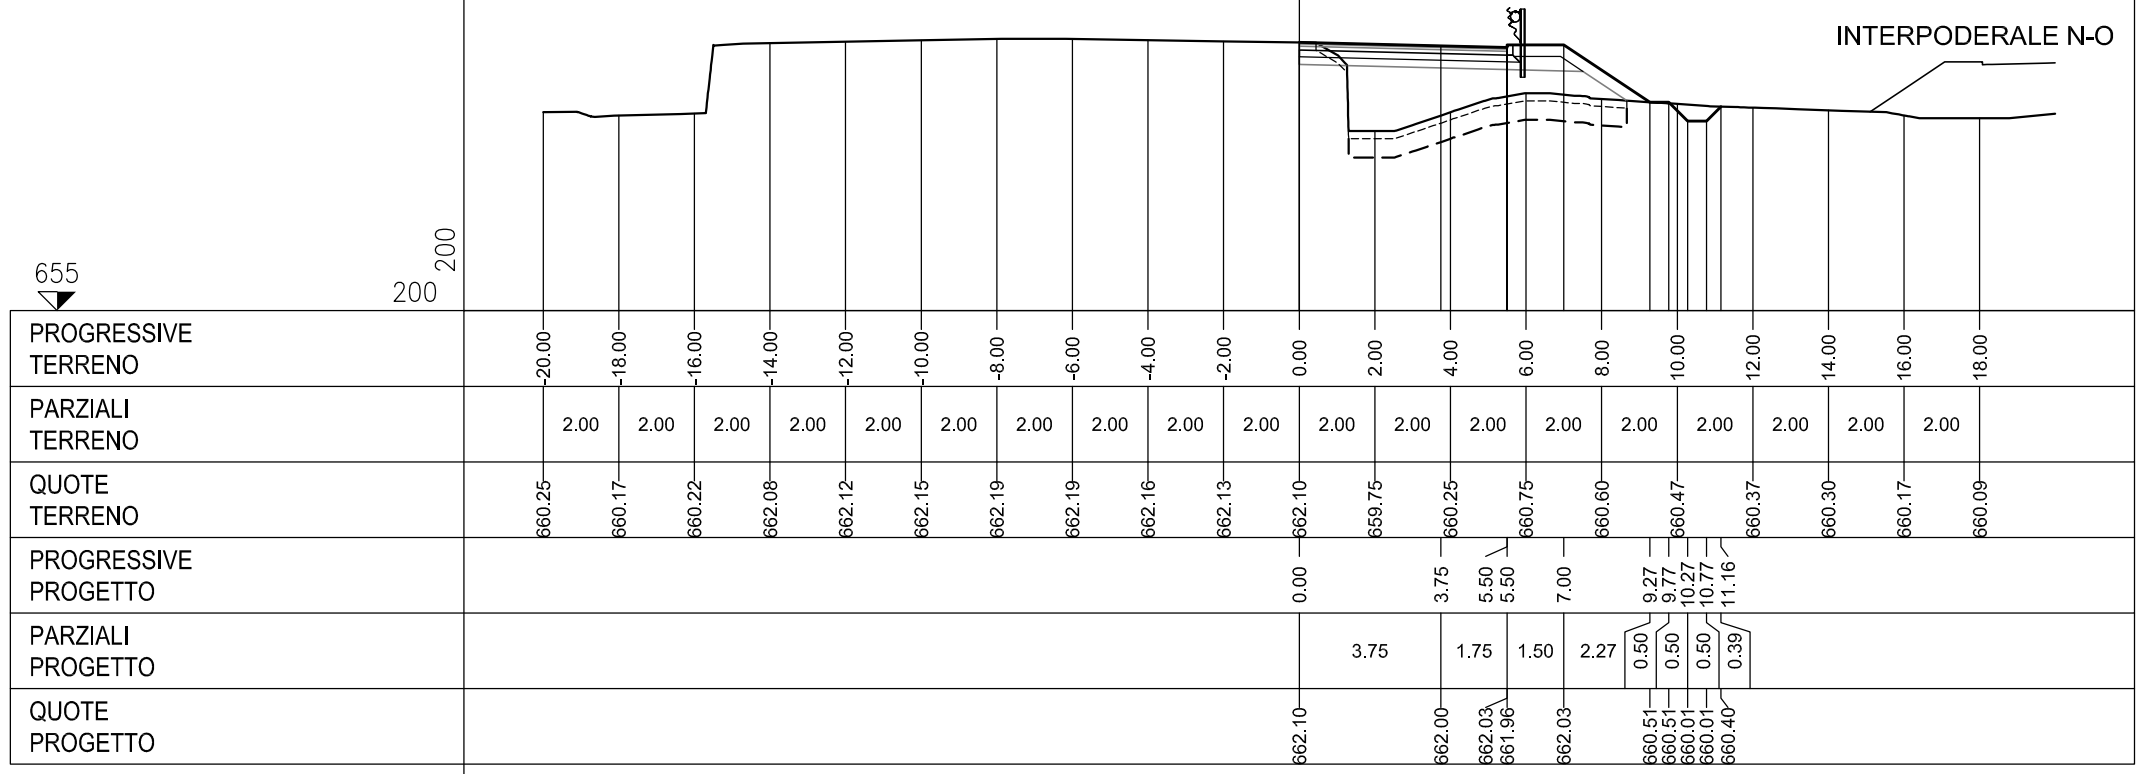 INTERPODERALE N-O
655
200
200
PROGRESSIVE
TERRENO
-20.00 -18.00 -16.00 -14.00 -12.00 -10.00 -8.00 -6.00 -4.00 -2.00 0.00 2.00 4.00 6.00 8.00 10.00 12.00 14.00 16.00 18.00
PARZIALI
TERRENO
2.00 2.00 2.00 2.00 2.00 2.00 2.00 2.00 2.00 2.00 2.00 2.00 2.00 2.00 2.00 2.00 2.00 2.00 2.00
QUOTE
TERRENO
660.25 660.17 660.22 662.08 662.12 662.15 662.19 662.19 662.16 662.13 662.10 659.75 660.25 660.75 660.60 660.47 660.37 660.30 660.17 660.09
PROGRESSIVE
PROGETTO
0.00 3.75 5.50 5.50 7.00 9.27 9.77 10.27 10.77 11.16
PARZIALI
PROGETTO
3.75 1.75 1.50 2.27 0.50 0.50 0.50 0.39
QUOTE
PROGETTO
662.10 662.00 662.03 661.96 662.03 660.51 660.51 660.01 660.01 660.40